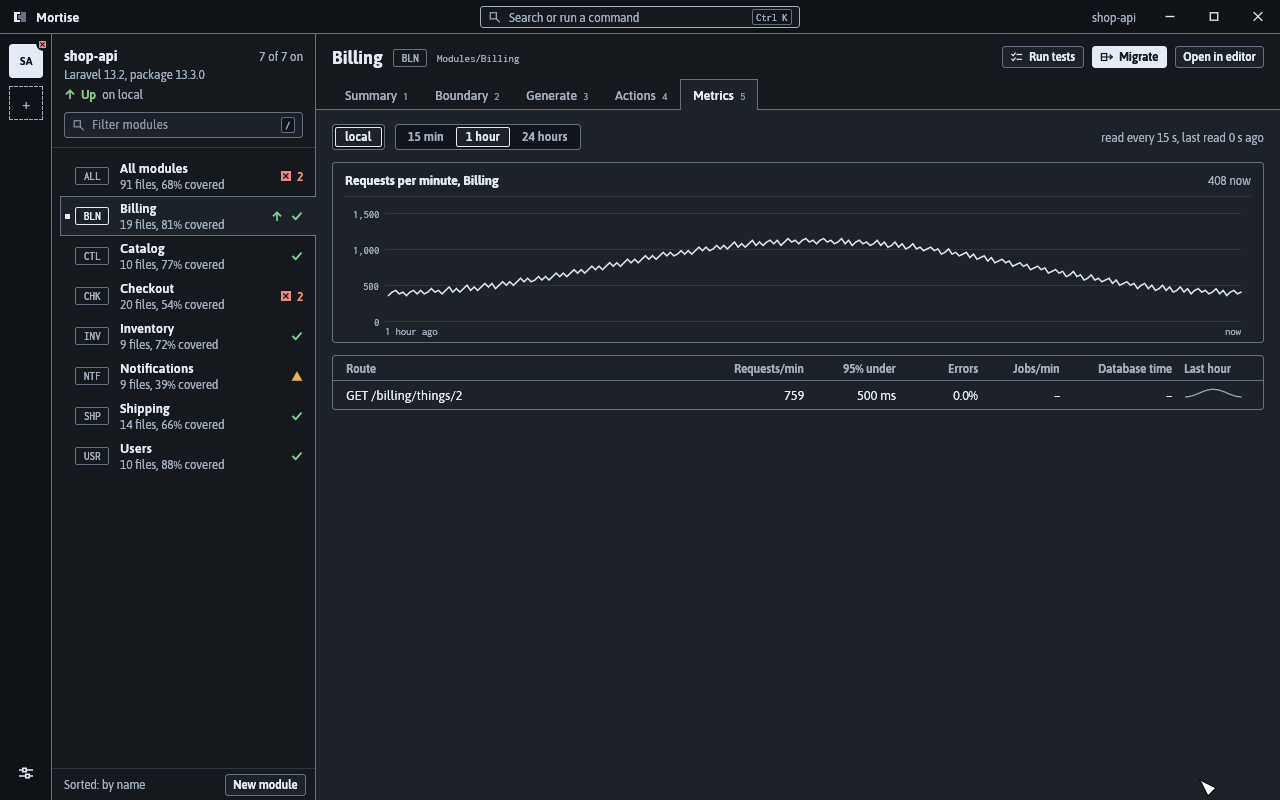 Mortise
Search or run a command
Ctrl K
shop-api
SA
+
shop-api
7 of 7 on
Laravel 13.2, package 13.3.0
Up on local
Filter modules
/
ALL
All modules
91 files, 68% covered
2
BLN
Billing
19 files, 81% covered
CTL
Catalog
10 files, 77% covered
CHK
Checkout
20 files, 54% covered
2
INV
Inventory
9 files, 72% covered
NTF
Notifications
9 files, 39% covered
SHP
Shipping
14 files, 66% covered
USR
Users
10 files, 88% covered
Sorted: by name
New module
Billing
BLN
Modules/Billing
Run tests
Migrate
Open in editor
Summary 1
Boundary 2
Generate 3
Actions 4
Metrics 5
local
15 min
1 hour
24 hours
read every 15 s, last read 0 s ago
Requests per minute, Billing
408 now
1,500
1,000
500
0
1 hour ago
now
Route Requests/min 95% under Errors Jobs/min Database time Last hour
GET /billing/things/2 759 500 ms 0.0% – –